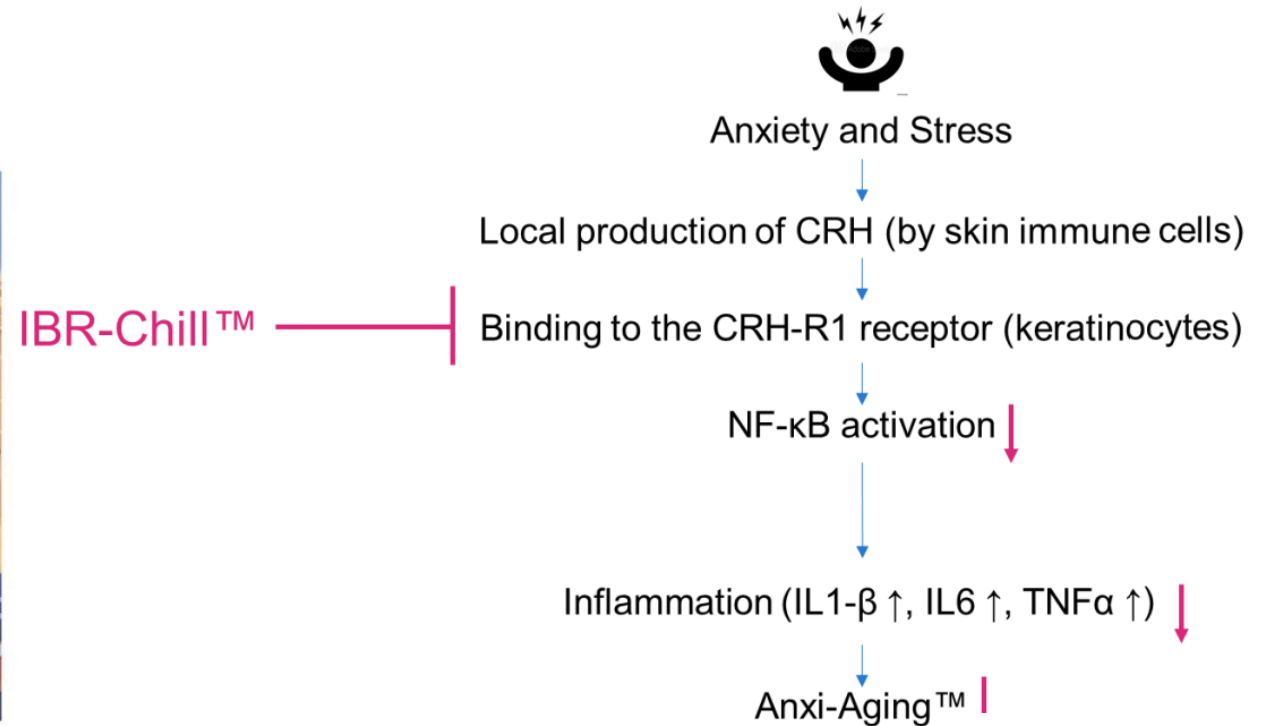 Anxiety and Stress
Local production of CRH (by skin immune cells)
IBR-Chill™
Binding to the CRH-R1 receptor (keratinocytes)
NF-κB activation
Inflammation (IL1-β ↑, IL6 ↑, TNFα ↑)
Anxi-Aging™